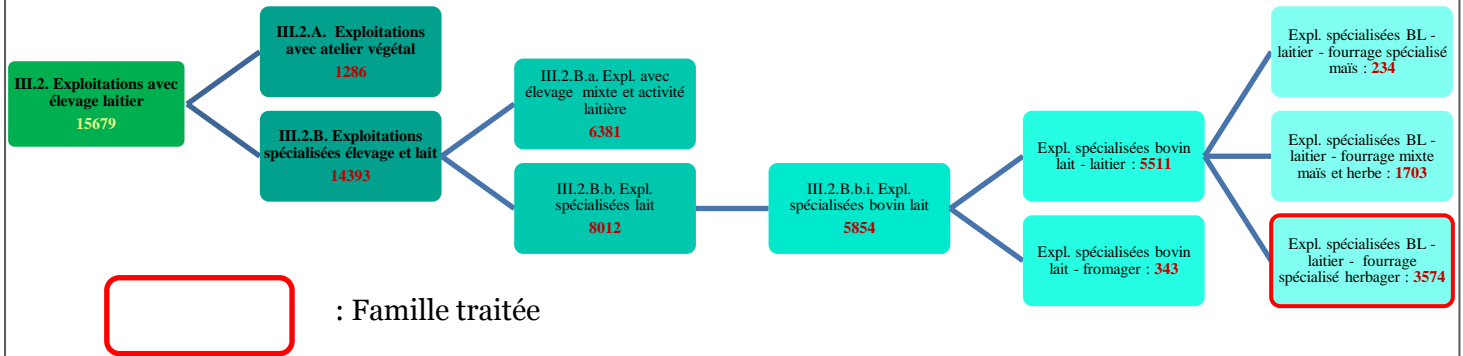 III.2. Exploitations avec
élevage laitier
15679
III.2.A. Exploitations
avec atelier végétal
1286
III.2.B. Exploitations
spécialisées élevage et lait
14393
III.2.B.a. Expl. avec
élevage mixte et activité
laitière
6381
III.2.B.b. Expl.
spécialisées lait
8012
III.2.B.b.i. Expl.
spécialisées bovin lait
5854
Expl. spécialisées bovin
lait - laitier : 5511
Expl. spécialisées bovin
lait - fromager : 343
Expl. spécialisées BL -
laitier - fourrage spécialisé
maïs : 234
Expl. spécialisées BL -
laitier - fourrage mixte
maïs et herbe : 1703
Expl. spécialisées BL -
laitier - fourrage
spécialisé herbager : 3574
: Famille traitée